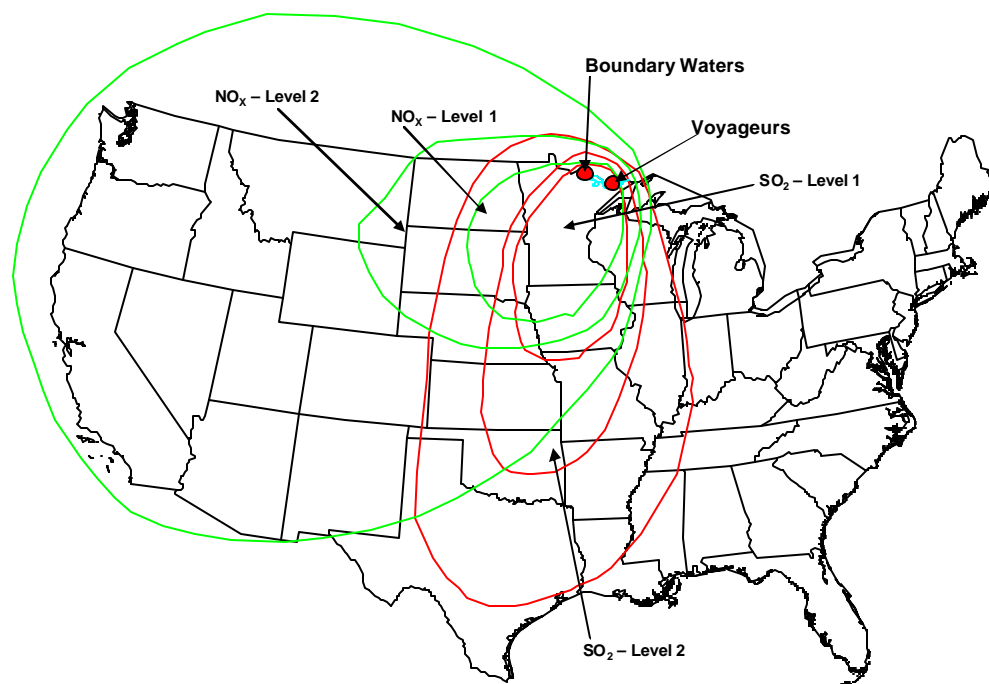 Boundary Waters
NOX – Level 2
NOX – Level 1
Voyageurs
SO2 – Level 1
SO2 – Level 2